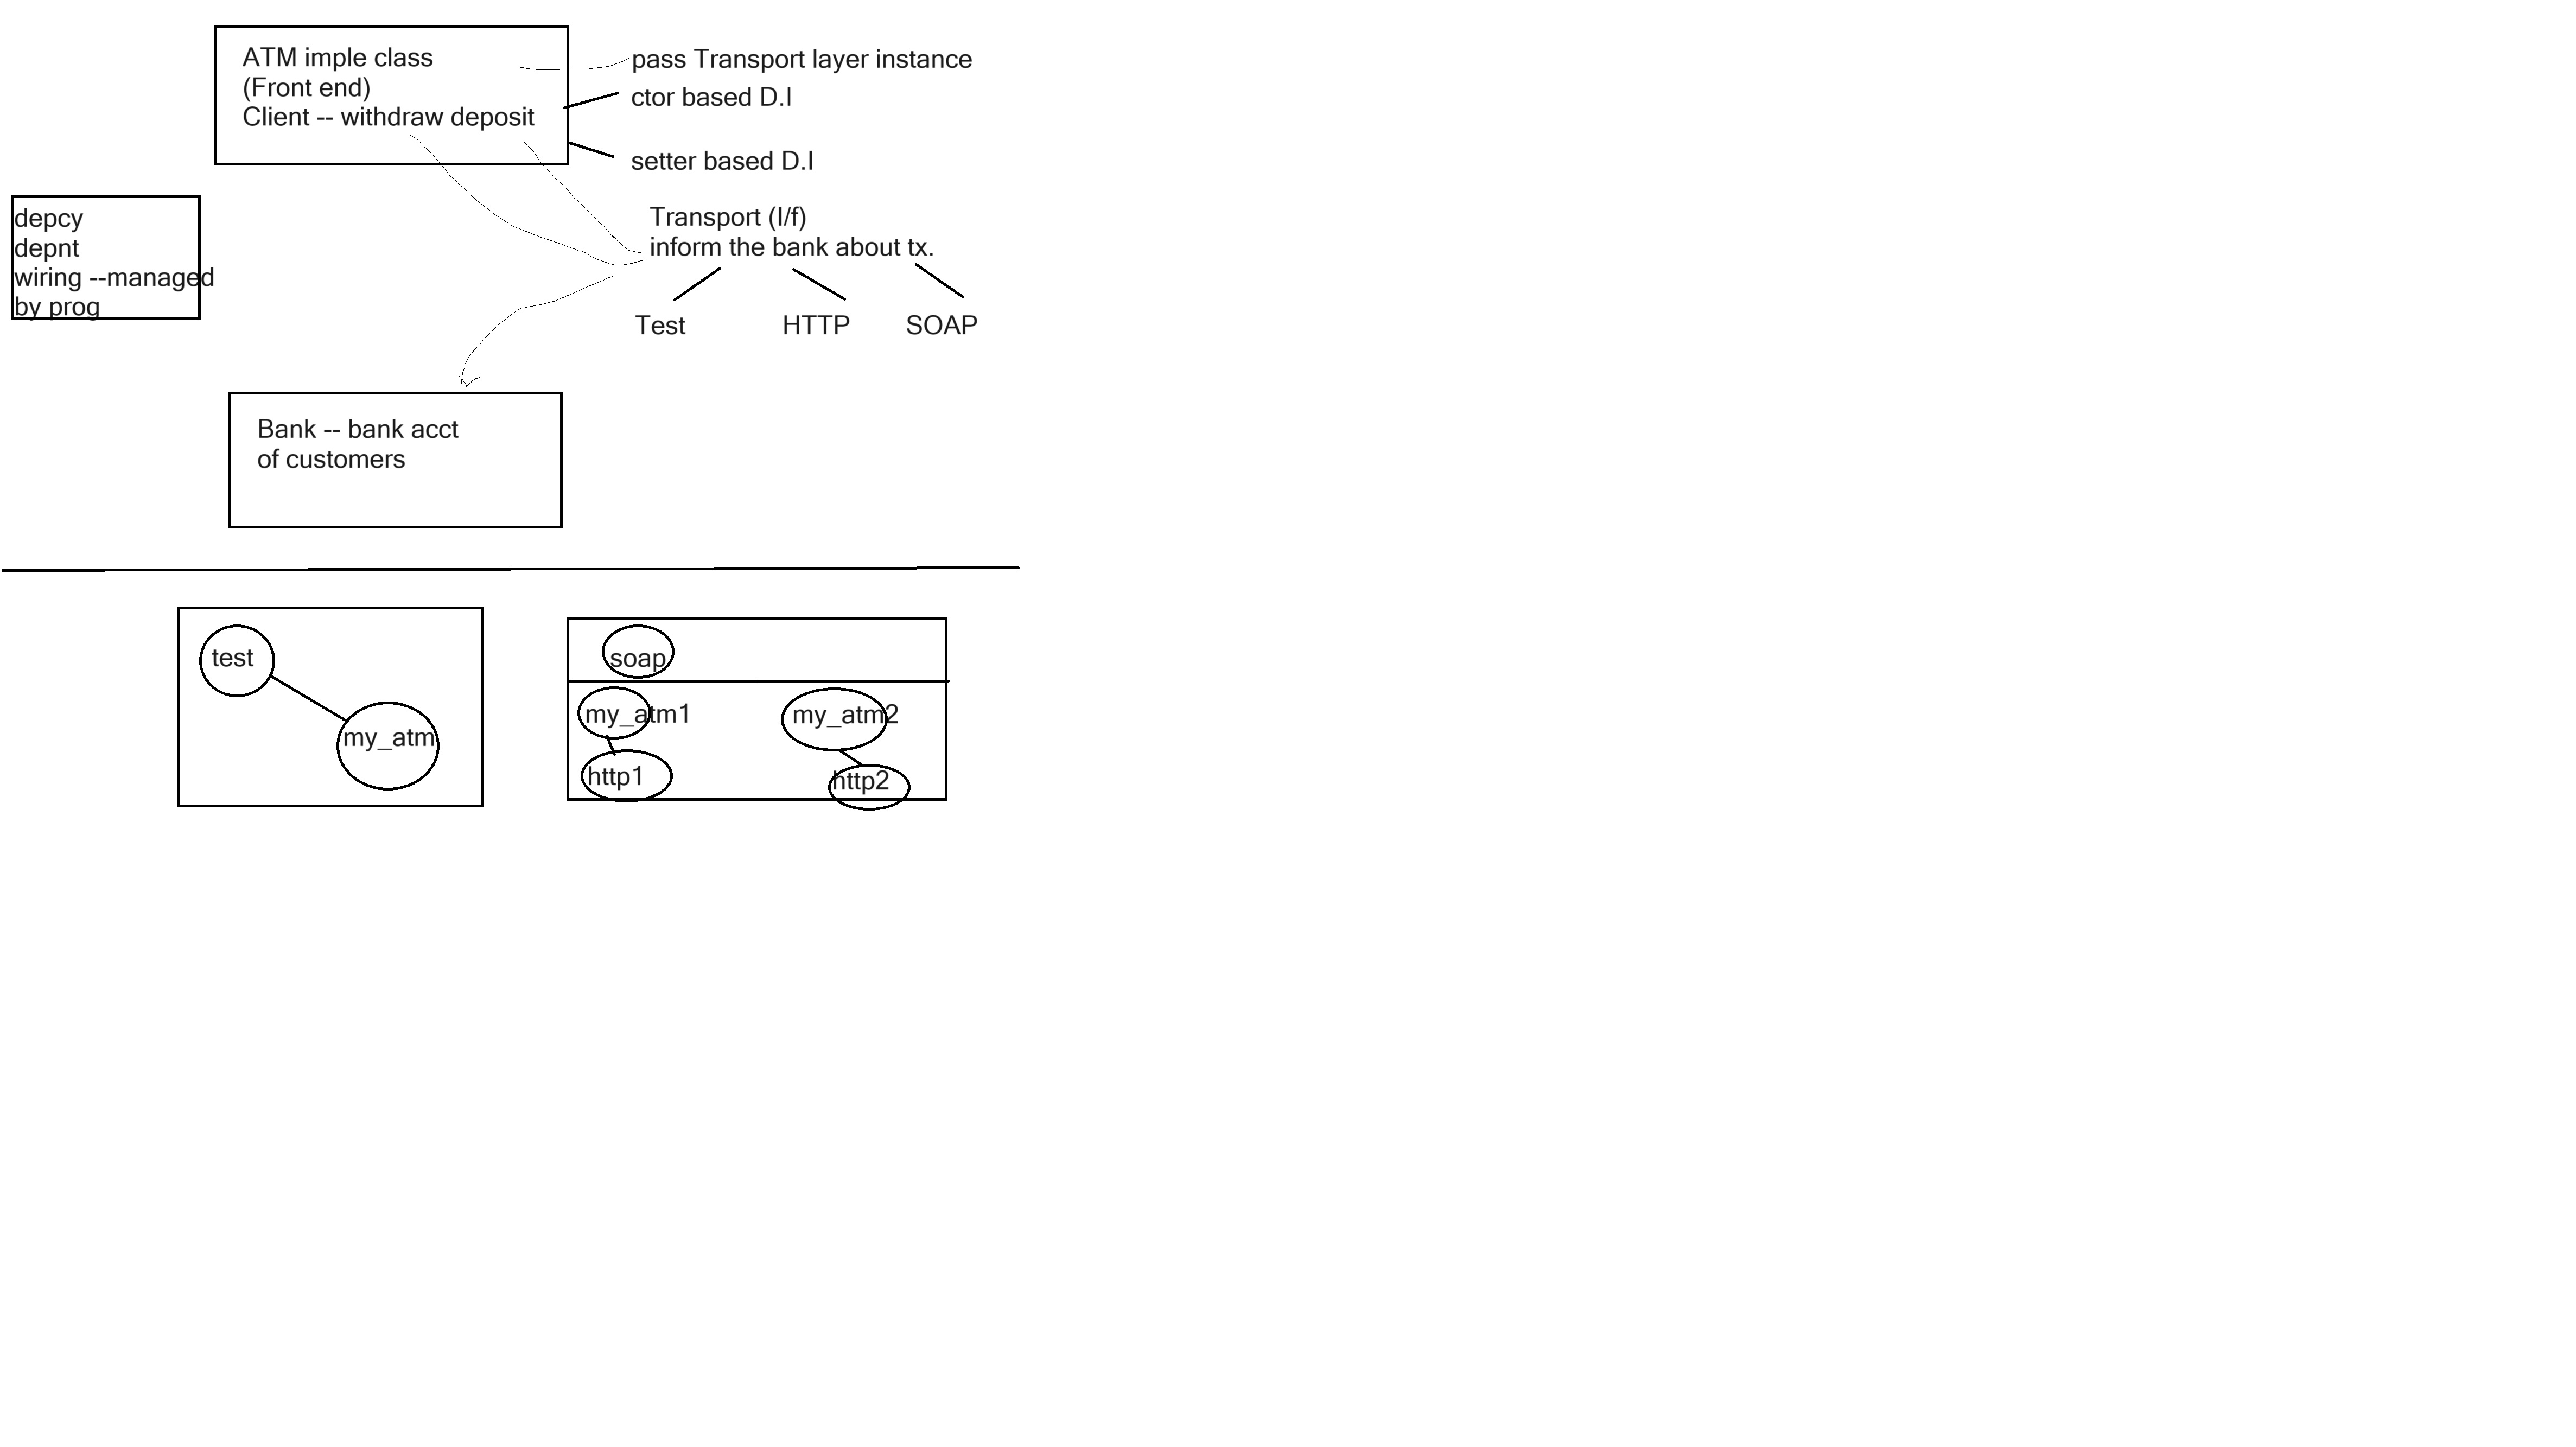 ATM imple class
(Front end)
Client -- withdraw deposit
pass Transport layer instance
ctor based D.I
setter based D.I
depcy
depnt
wiring --managed
by prog
Transport (I/f)
inform the bank about tx.
Test
HTTP
SOAP
Bank -- bank acct
of customers
test
my_atm
soap
my_atm1
my_atm2
http1
http2